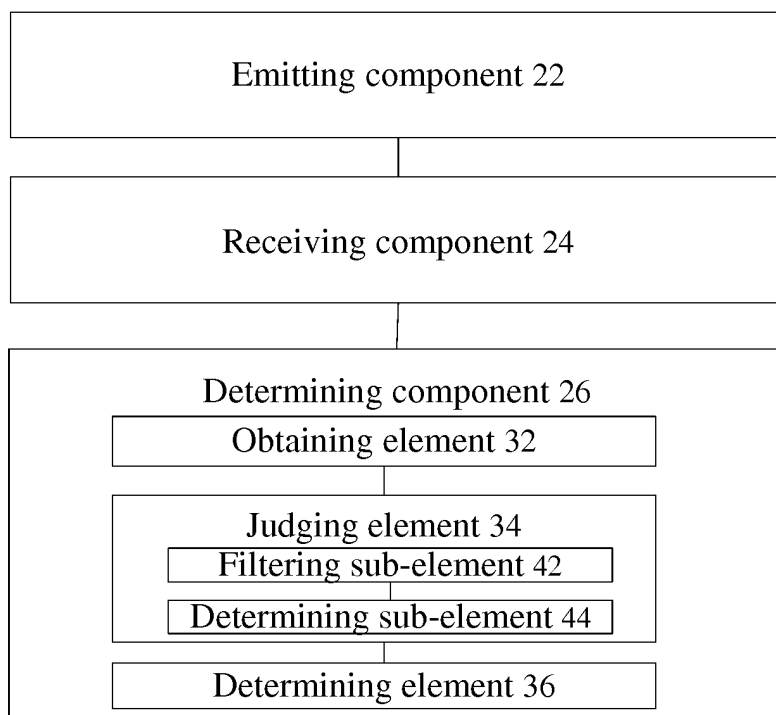 Emitting component 22
Receiving component 24
Determining component 26
Obtaining element 32
Judging element 34
Filtering sub-element 42
Determining sub-element 44
Determining element 36